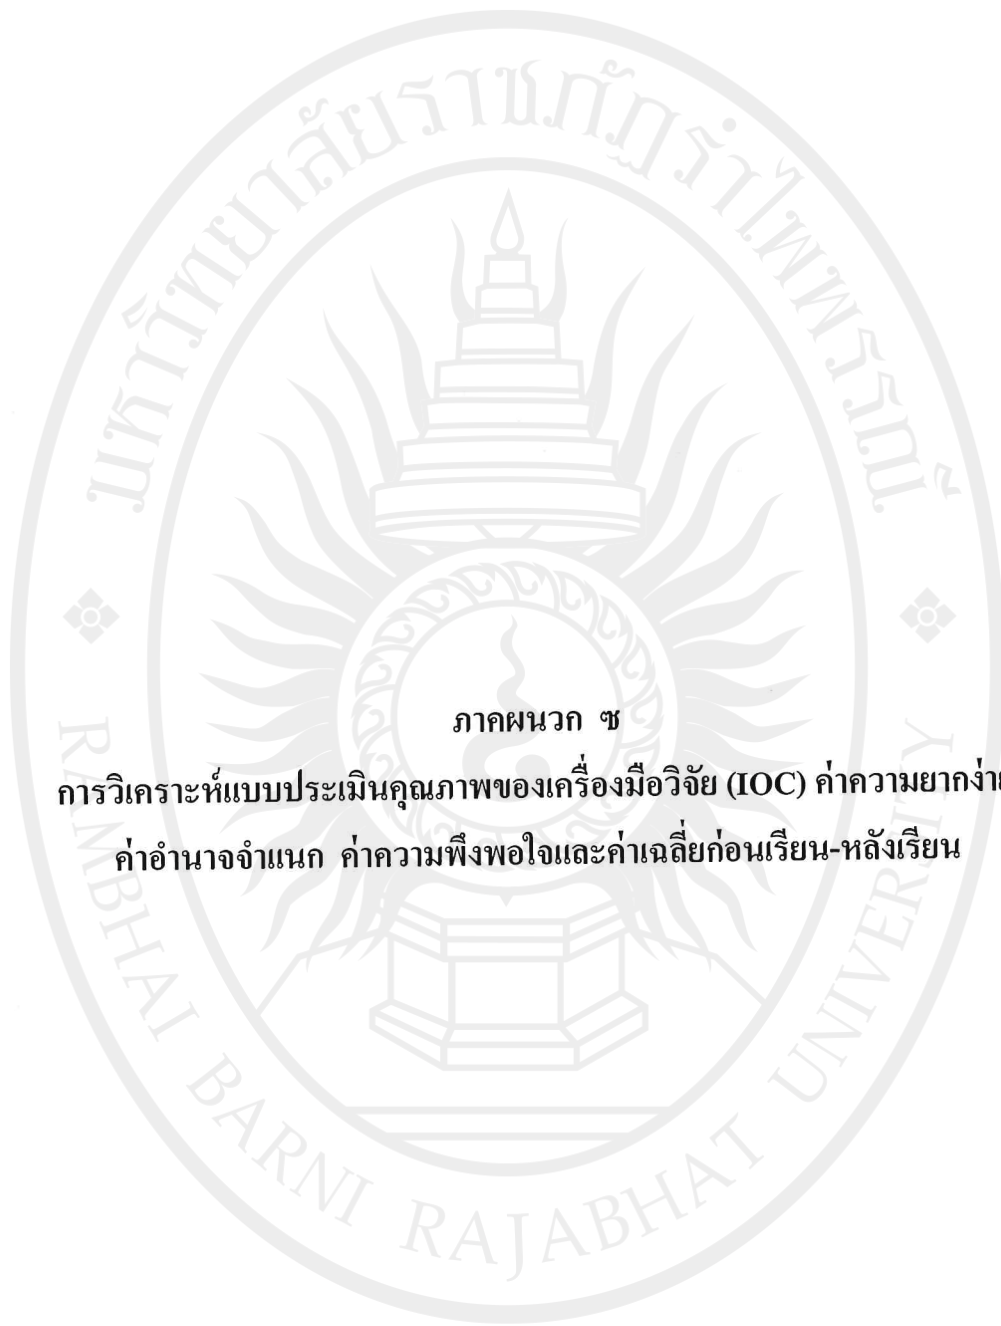 มหาวิทยาลัยราชภัฏรำไพพรรณี
ภาคผนวก ซ
การวิเคราะห์แบบประเมินคุณภาพของเครื่องมือวิจัย (IOC) ค่าความยากง่าย
ค่าอำนาจจำแนก ค่าความพึงพอใจและค่าเฉลี่ยก่อนเรียน-หลังเรียน
RAMBHAI BARNI RAJABHAT UNIVERSITY